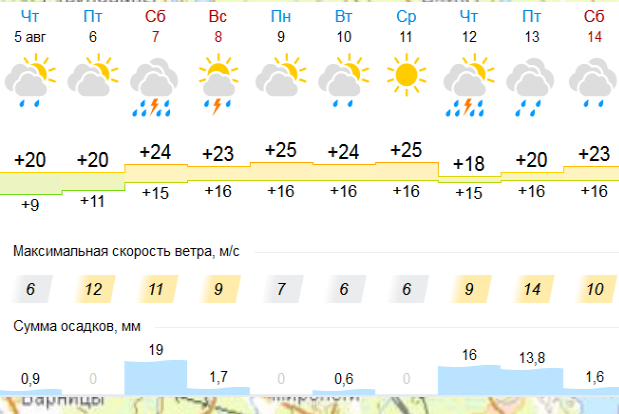 Чт Пт Сб Вс Пн Вт Ср Чт Пт Сб
5 авг 6 7 8 9 10 11 12 13 14
+20 +20 +24 +23 +25 +24 +25 +18 +20 +23
+9 +11 +15 +16 +16 +16 +16 +15 +16 +16
Максимальная скорость ветра, м/с
6 12 11 9 7 6 6 9 14 10
Сумма осадков, мм
0,9 0 19 1,7 0 0,6 0 16 13,8 1,6
Варницы